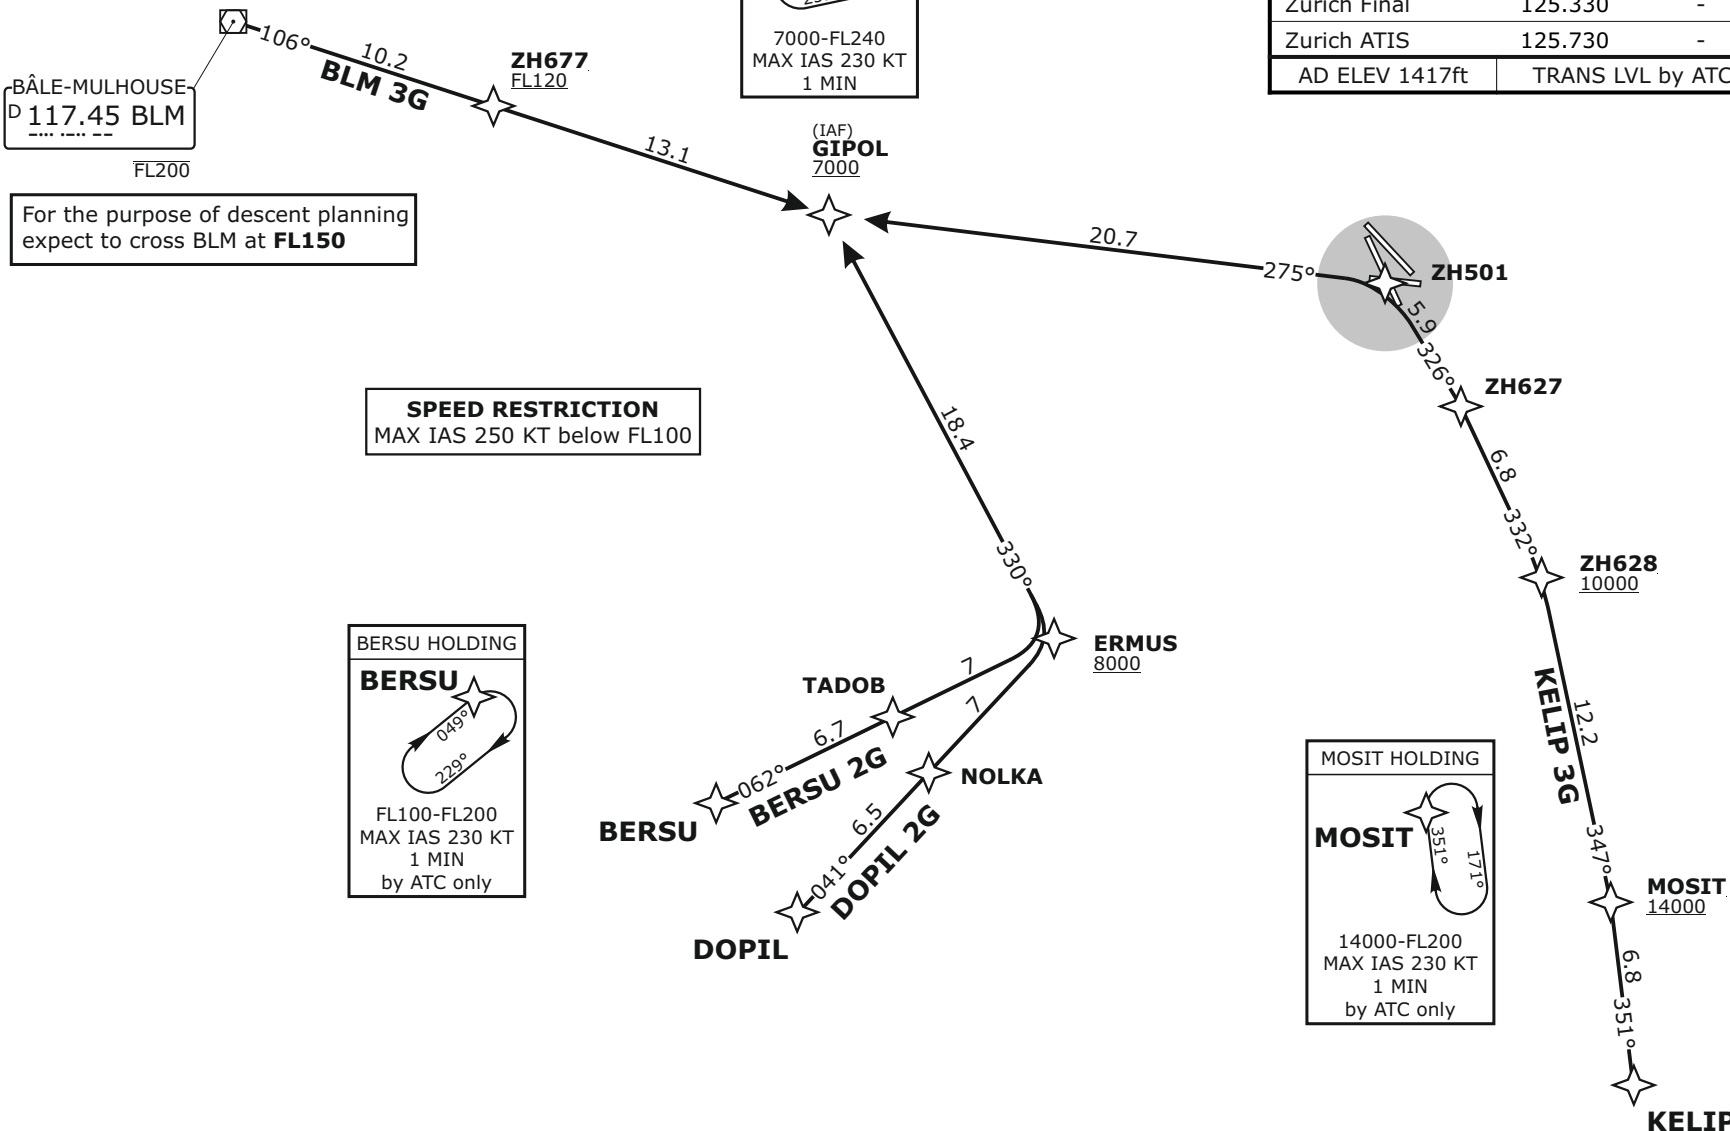 Zurich Final 125.330 -
Zurich ATIS 125.730 -
AD ELEV 1417ft TRANS LVL by ATC
7000-FL240
MAX IAS 230 KT
1 MIN
106°
10.2
BLM 3G
ZH677
FL120
BÂLE-MULHOUSE
D 117.45 BLM
FL200
For the purpose of descent planning
expect to cross BLM at FL150
13.1
(IAF)
GIPOL
7000
20.7
275°
ZH501
5.9
326°
ZH627
6.8
332°
ZH628
10000
SPEED RESTRICTION
MAX IAS 250 KT below FL100
18.4
330°
ERMUS
8000
BERSU HOLDING
BERSU
049°
229°
FL100-FL200
MAX IAS 230 KT
1 MIN
by ATC only
TADOB
7
7
6.7
062°
BERSU 2G
BERSU
NOLKA
6.5
041°
DOPIL 2G
DOPIL
KELIP 3G
12.2
347°
MOSIT HOLDING
MOSIT
351°
171°
14000-FL200
MAX IAS 230 KT
1 MIN
by ATC only
MOSIT
14000
6.8
351°
KELIP